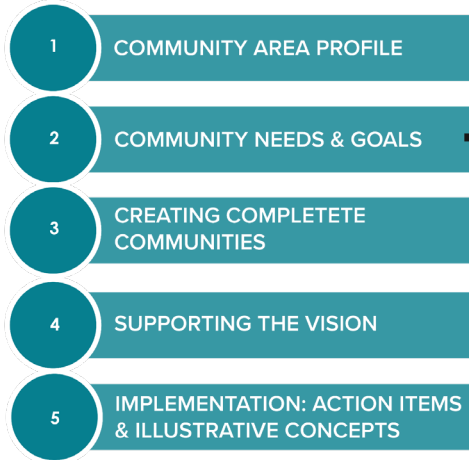 1
COMMUNITY AREA PROFILE
2
COMMUNITY NEEDS & GOALS
3
CREATING COMPLETETE
COMMUNITIES
4
SUPPORTING THE VISION
5
IMPLEMENTATION: ACTION ITEMS
& ILLUSTRATIVE CONCEPTS